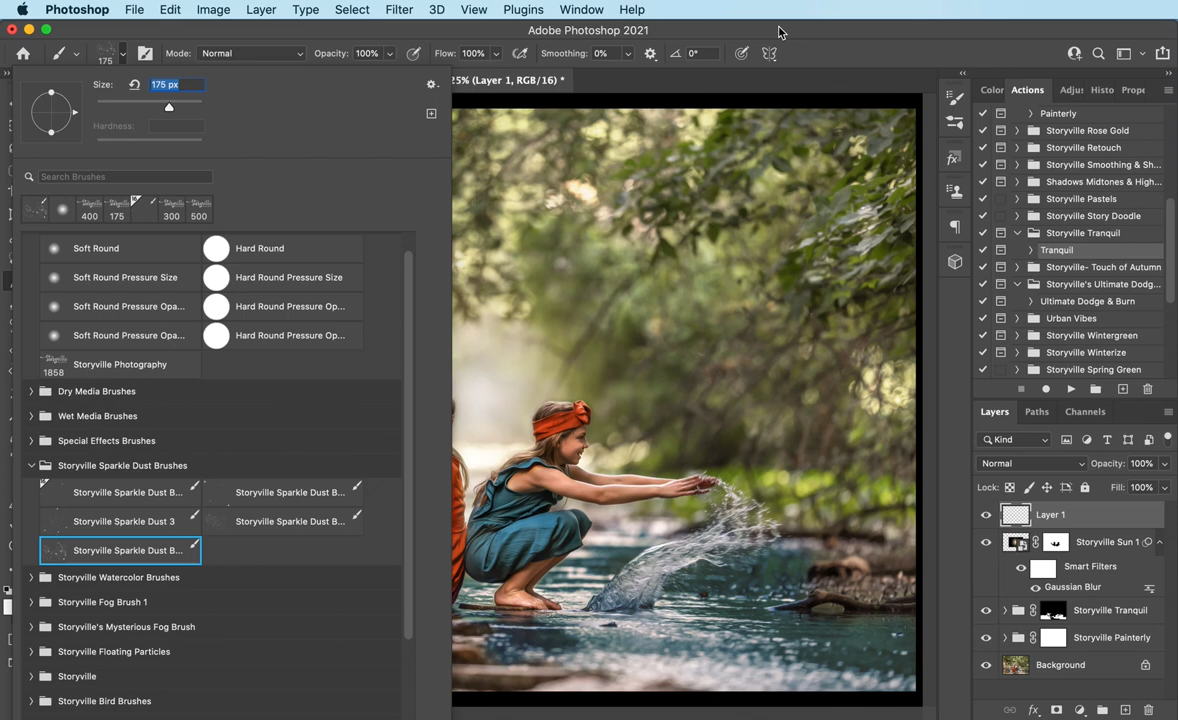 Photoshop File Edit Image Layer Type Select Filter 3D View Plugins Window Help
Adobe Photoshop 2021
175 Mode: Normal Opacity: 100% Flow: 100% Smoothing: 0% 0°
25% (Layer 1, RGB/16) *
Size: 175 px
Hardness:
Search Brushes
400 175 300 500
Soft Round Hard Round
Soft Round Pressure Size Hard Round Pressure Size
Soft Round Pressure Opa... Hard Round Pressure Op...
Soft Round Pressure Opa... Hard Round Pressure Op...
1858 Storyville Photography
Dry Media Brushes
Wet Media Brushes
Special Effects Brushes
Storyville Sparkle Dust Brushes
Storyville Sparkle Dust B... Storyville Sparkle Dust B...
Storyville Sparkle Dust 3 Storyville Sparkle Dust B...
Storyville Sparkle Dust B...
Storyville Watercolor Brushes
Storyville Fog Brush 1
Storyville's Mysterious Fog Brush
Storyville Floating Particles
Storyville
Storyville Bird Brushes
Color Actions Adju: Histo Prope
Painterly
Storyville Rose Gold
Storyville Retouch
Storyville Smoothing & Sh...
Shadows Midtones & High...
Storyville Pastels
Storyville Story Doodle
Storyville Tranquil
Tranquil
Storyville- Touch of Autumn
Storyville's Ultimate Dodg...
Ultimate Dodge & Burn
Urban Vibes
Storyville Wintergreen
Storyville Winterize
Storyville Spring Green
Layers Paths Channels
Kind
Normal Opacity: 100%
Lock: Fill: 100%
Layer 1
Storyville Sun 1
Smart Filters
Gaussian Blur
Storyville Tranquil
Storyville Painterly
Background
fx